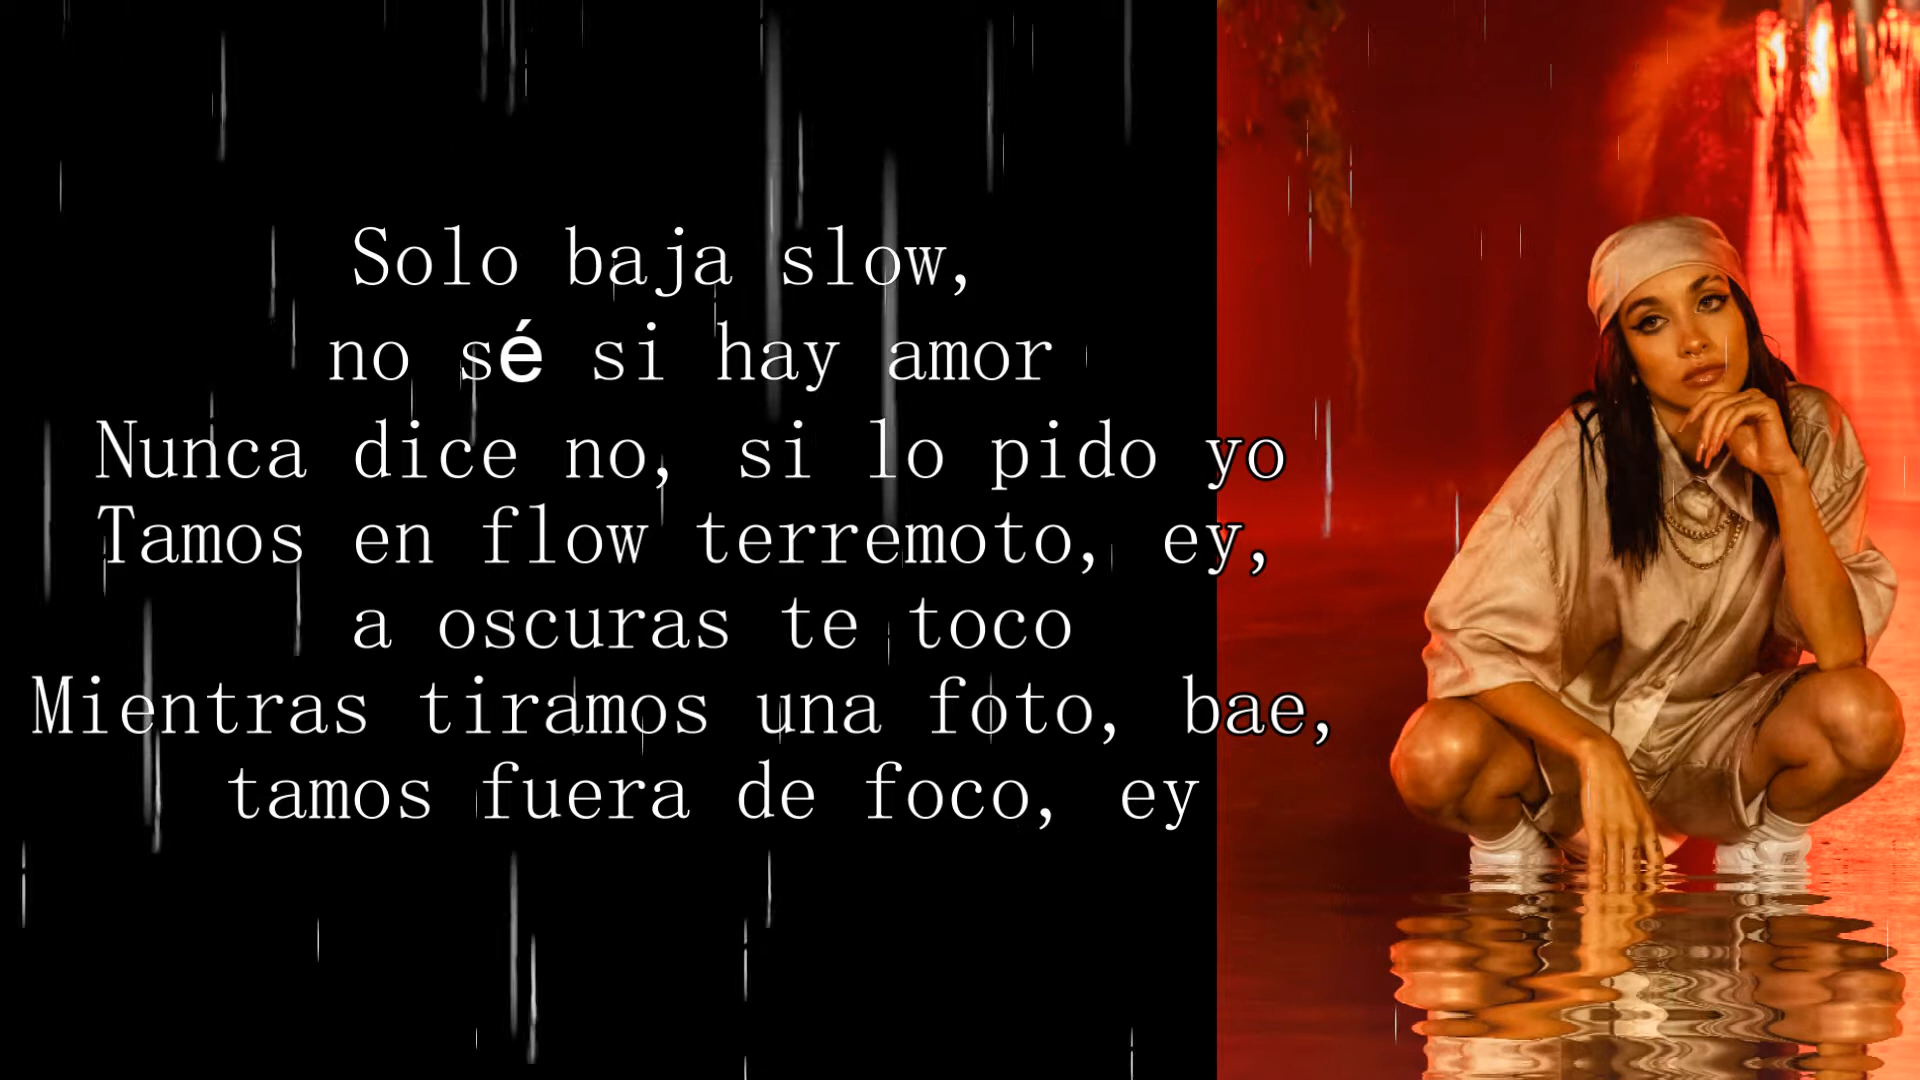 Solo baja slow,
no sé si hay amor
Nunca dice no, si lo pido yo
Tamos en flow terremoto, ey,
a oscuras te toco
Mientras tiramos una foto, bae,
tamos fuera de foco, ey